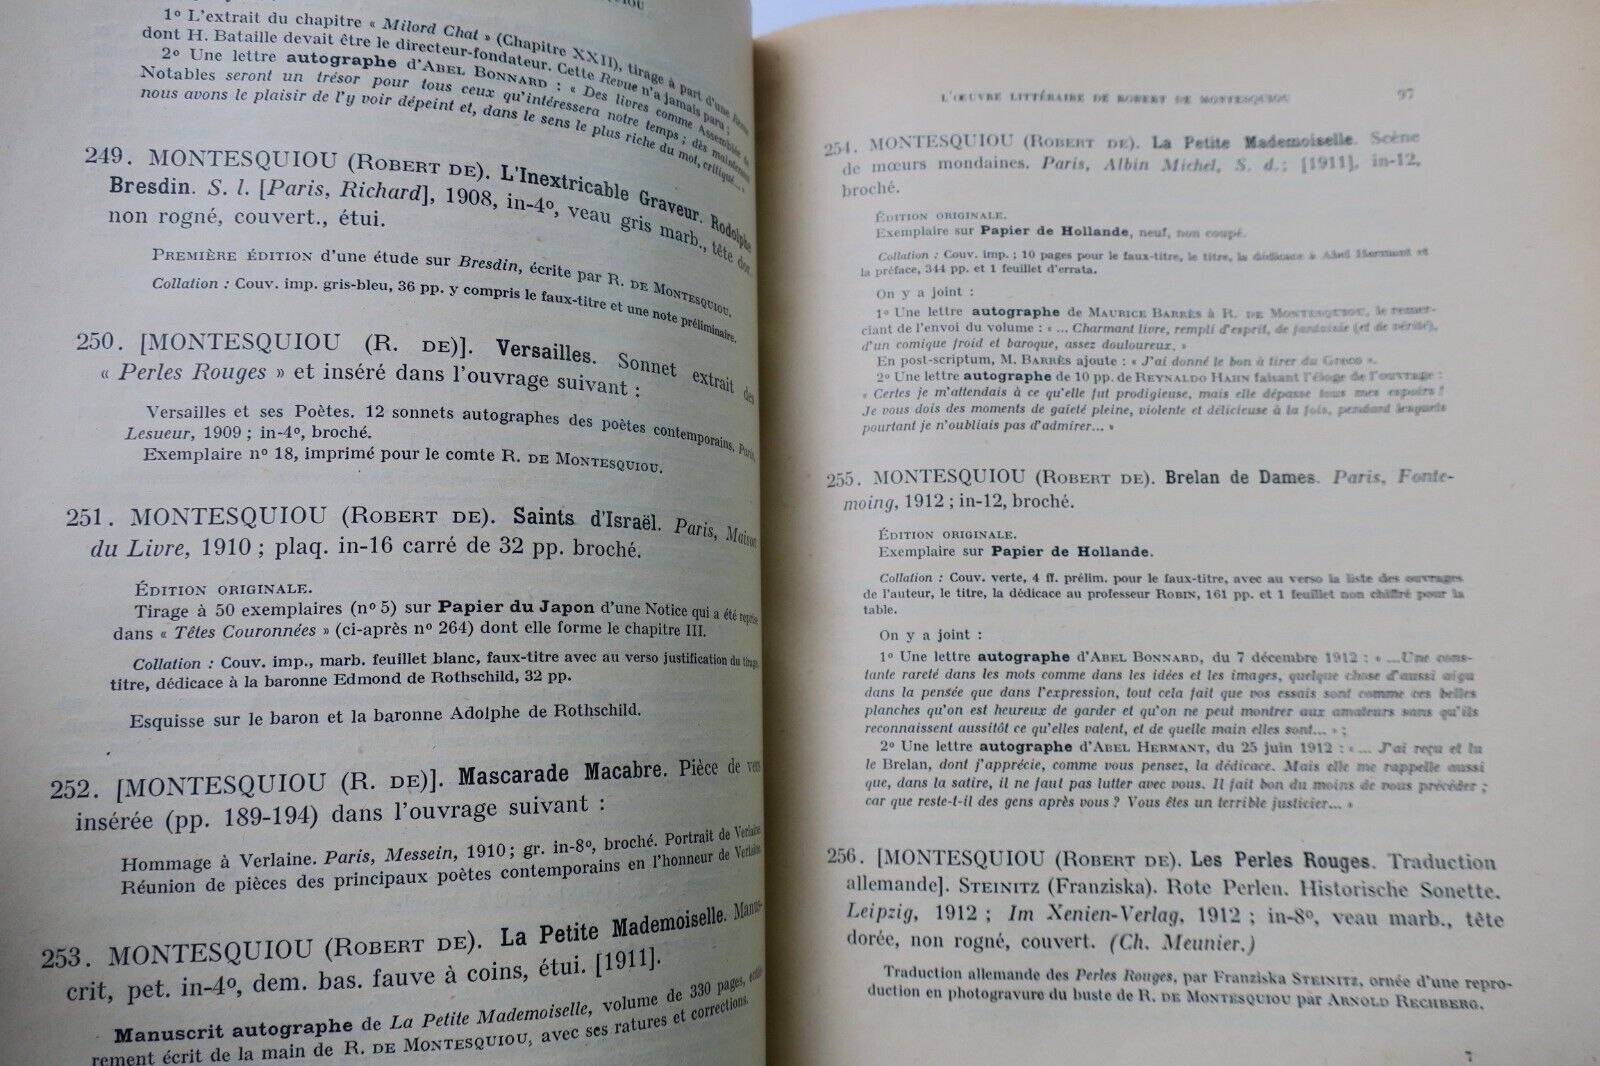 1º L'extrait du chapitre « Milord Chat » (Chapitre XXII), tirage à part d'une Revue
dont H. Bataille devait être le directeur-fondateur. Cette Revue n'a jamais paru ;
2º Une lettre autographe d'ABEL BONNARD : « Des livres comme Assemblée de
Notables seront un trésor pour tous ceux qu'intéressera notre temps ; dès maintenant
nous avons le plaisir de l'y voir dépeint et, dans le sens le plus riche du mot, critiqué... »
249. MONTESQUIOU (ROBERT DE). L'Inextricable Graveur. Rodolphe
Bresdin. S. l. [Paris, Richard], 1908, in-4º, veau gris marb., tête dor.
non rogné, couvert., étui.
PREMIÈRE ÉDITION d'une étude sur Bresdin, écrite par R. DE MONTESQUIOU.
Collation : Couv. imp. gris-bleu, 36 pp. y compris le faux-titre et une note préliminaire.
250. [MONTESQUIOU (R. DE)]. Versailles. Sonnet extrait des
« Perles Rouges » et inséré dans l'ouvrage suivant :
Versailles et ses Poètes. 12 sonnets autographes des poètes contemporains. Paris,
Lesueur, 1909 ; in-4º, broché.
Exemplaire nº 18, imprimé pour le comte R. DE MONTESQUIOU.
251. MONTESQUIOU (ROBERT DE). Saints d'Israël. Paris, Maison
du Livre, 1910 ; plaq. in-16 carré de 32 pp. broché.
ÉDITION ORIGINALE.
Tirage à 50 exemplaires (nº 5) sur Papier du Japon d'une Notice qui a été reprise
dans « Têtes Couronnées » (ci-après nº 264) dont elle forme le chapitre III.
Collation : Couv. imp., marb. feuillet blanc, faux-titre avec au verso justification du tirage,
titre, dédicace à la baronne Edmond de Rothschild, 32 pp.
Esquisse sur le baron et la baronne Adolphe de Rothschild.
252. [MONTESQUIOU (R. DE)]. Mascarade Macabre. Pièce de vers
insérée (pp. 189-194) dans l'ouvrage suivant :
Hommage à Verlaine. Paris, Messein, 1910 ; gr. in-8º, broché. Portrait de Verlaine.
Réunion de pièces des principaux poètes contemporains en l'honneur de Verlaine.
253. MONTESQUIOU (ROBERT DE). La Petite Mademoiselle. Manus-
crit, pet. in-4º, dem. bas. fauve à coins, étui. [1911].
Manuscrit autographe de La Petite Mademoiselle, volume de 330 pages, entiè-
rement écrit de la main de R. DE MONTESQUIOU, avec ses ratures et corrections.
L'ŒUVRE LITTÉRAIRE DE ROBERT DE MONTESQUIOU 97
254. MONTESQUIOU (ROBERT DE). La Petite Mademoiselle. Scène
de mœurs mondaines. Paris, Albin Michel, S. d. ; [1911], in-12,
broché.
ÉDITION ORIGINALE.
Exemplaire sur Papier de Hollande, neuf, non coupé.
Collation : Couv. imp. ; 10 pages pour le faux-titre, le titre, la dédicace à Abel Hermant et
la préface, 344 pp. et 1 feuillet d'errata.
On y a joint :
1º Une lettre autographe de MAURICE BARRÈS à R. DE MONTESQUIOU, le remer-
ciant de l'envoi du volume : « ... Charmant livre, rempli d'esprit, de fantaisie (et de vérité),
d'un comique froid et baroque, assez douloureux. »
En post-scriptum, M. BARRÈS ajoute : « J'ai donné le bon à tirer du Greco ».
2º Une lettre autographe de 10 pp. de REYNALDO HAHN faisant l'éloge de l'ouvrage :
« Certes je m'attendais à ce qu'elle fut prodigieuse, mais elle dépasse tous mes espoirs !
Je vous dois des moments de gaieté pleine, violente et délicieuse à la fois, pendant lesquels
pourtant je n'oubliais pas d'admirer... »
255. MONTESQUIOU (ROBERT DE). Brelan de Dames. Paris, Fonte-
moing, 1912 ; in-12, broché.
ÉDITION ORIGINALE.
Exemplaire sur Papier de Hollande.
Collation : Couv. verte, 4 ff. prélim. pour le faux-titre, avec au verso la liste des ouvrages
de l'auteur, le titre, la dédicace au professeur ROBIN, 161 pp. et 1 feuillet non chiffré pour la
table.
On y a joint :
1º Une lettre autographe d'ABEL BONNARD, du 7 décembre 1912 : « ...Une cons-
tante rareté dans les mots comme dans les idées et les images, quelque chose d'aussi aigu
dans la pensée que dans l'expression, tout cela fait que vos essais sont comme ces belles
planches qu'on est heureux de garder et qu'on ne peut montrer aux amateurs sans qu'ils
reconnaissent aussitôt ce qu'elles valent, et de quelle main elles sont... » ;
2º Une lettre autographe d'ABEL HERMANT, du 25 juin 1912 : « ... J'ai reçu et lu
le Brelan, dont j'apprécie, comme vous pensez, la dédicace. Mais elle me rappelle aussi
que, dans la satire, il ne faut pas lutter avec vous. Il fait bon du moins de vous précéder ;
car que reste-t-il des gens après vous ? Vous êtes un terrible justicier... »
256. [MONTESQUIOU (ROBERT DE). Les Perles Rouges. Traduction
allemande]. STEINITZ (Franziska). Rote Perlen. Historische Sonette.
Leipzig, 1912 ; Im Xenien-Verlag, 1912 ; in-8º, veau marb., tête
dorée, non rogné, couvert. (Ch. Meunier.)
Traduction allemande des Perles Rouges, par Franziska STEINITZ, ornée d'une repro-
duction en photogravure du buste de R. DE MONTESQUIOU par ARNOLD RECHBERG.
7